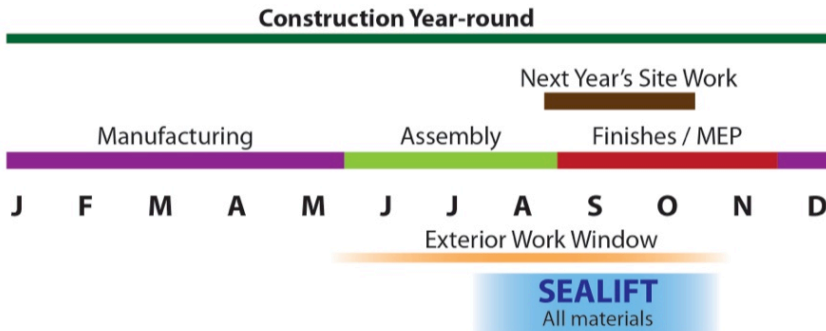 Construction Year-round
Next Year's Site Work
Manufacturing Assembly Finishes / MEP
J F M A M J J A S O N D
Exterior Work Window
SEALIFT
All materials